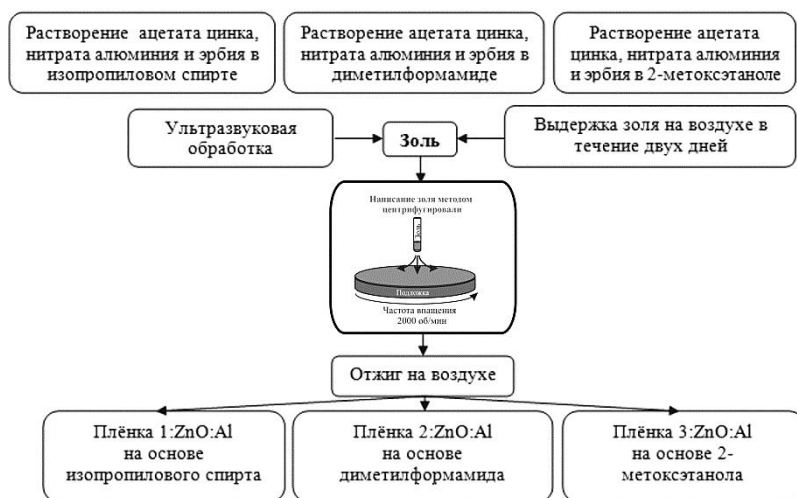 Растворение ацетата цинка,
нитрата алюминия и эрбия в
изопропиловом спирте
Растворение ацетата цинка,
нитрата алюминия и эрбия в
диметилформамиде
Растворение ацетата
цинка, нитрата алюминия
и эрбия в 2-метоксэтаноле
Ультразвуковая
обработка
Золь
Выдержка золя на воздухе в
течение двух дней
Нанисание золя методом
центрифугировали
Золь
Подложка
Частота впащения
2000 об/мин
Отжиг на воздухе
Плёнка 1:ZnO:Al
на основе
изопропилового спирта
Плёнка 2:ZnO:Al
на основе
диметилформамида
Плёнка 3:ZnO:Al
на основе 2-
метоксэтанола